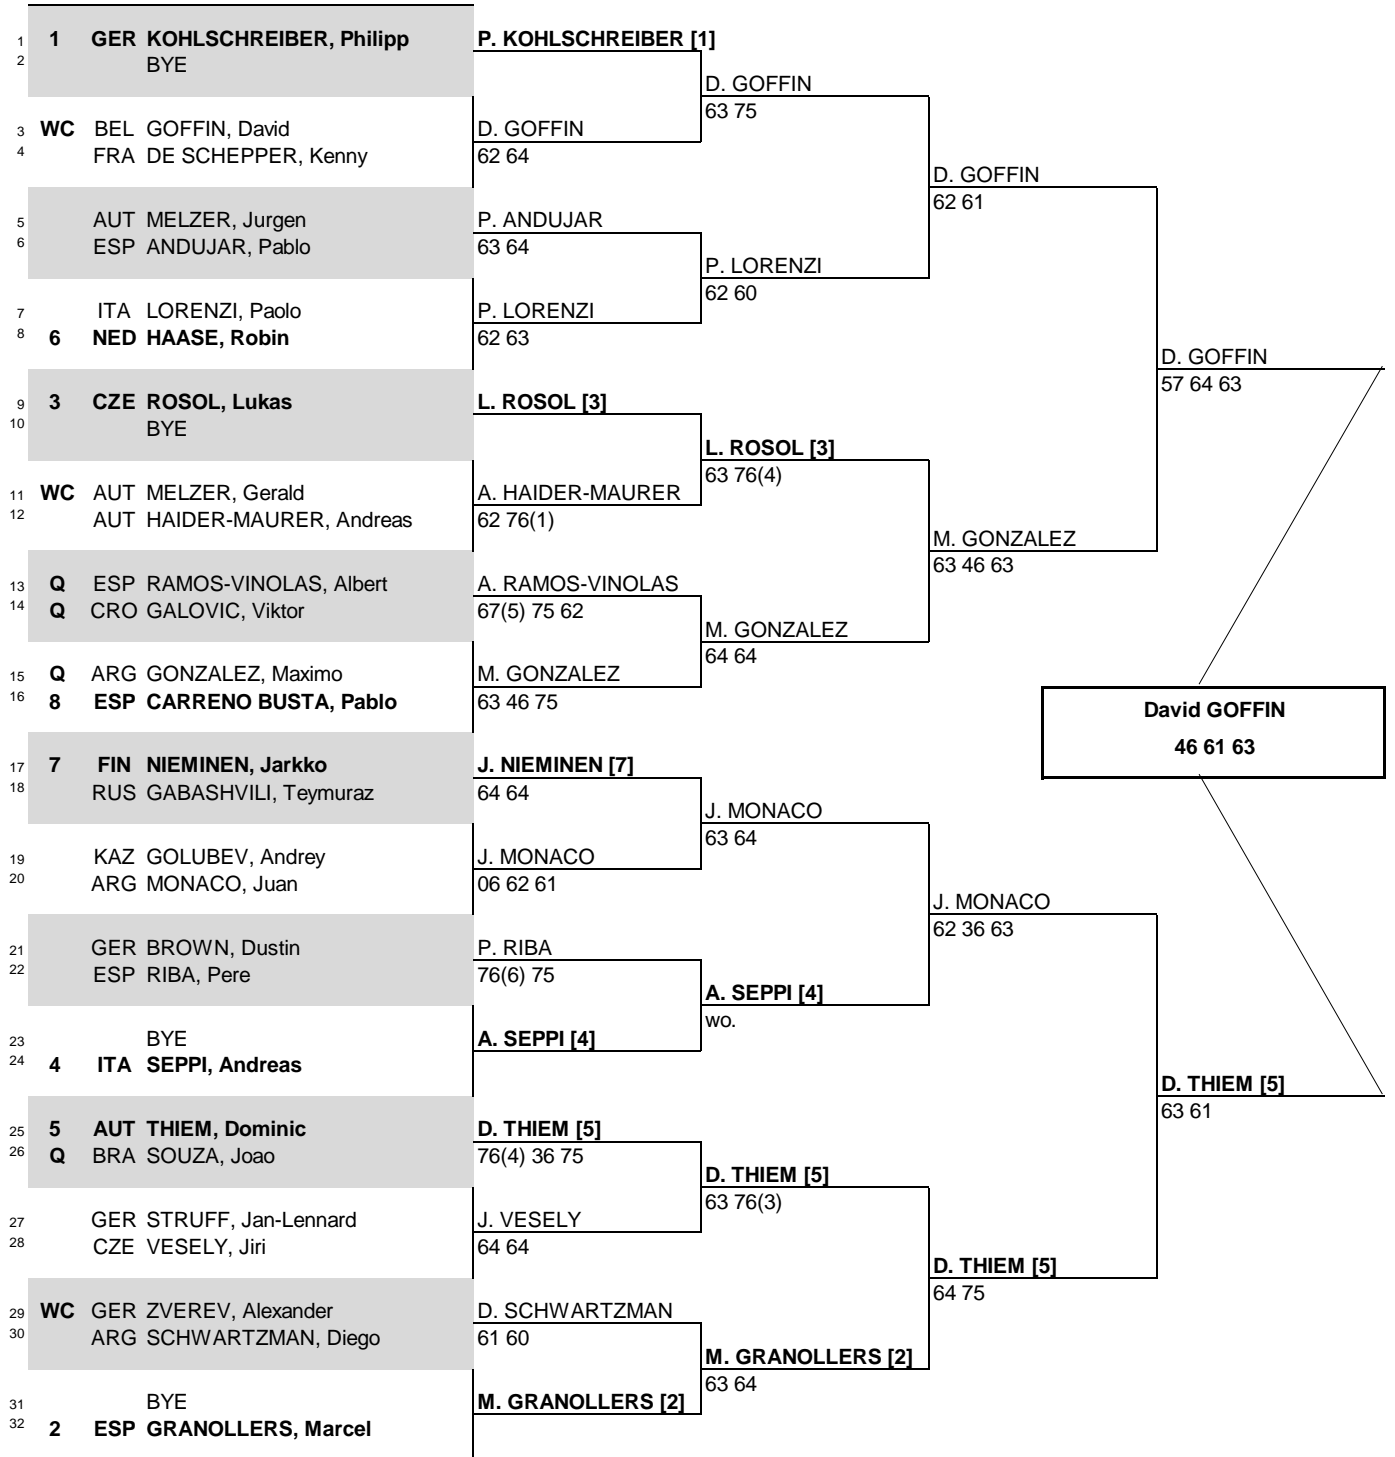 1 1 GER KOHLSCHREIBER, Philipp P. KOHLSCHREIBER [1]
2 BYE
D. GOFFIN
63 75
3 WC BEL GOFFIN, David D. GOFFIN
4 FRA DE SCHEPPER, Kenny 62 64
D. GOFFIN
62 61
5 AUT MELZER, Jurgen P. ANDUJAR
6 ESP ANDUJAR, Pablo 63 64
P. LORENZI
62 60
7 ITA LORENZI, Paolo P. LORENZI
8 6 NED HAASE, Robin 62 63
D. GOFFIN
57 64 63
9 3 CZE ROSOL, Lukas L. ROSOL [3]
10 BYE
L. ROSOL [3]
63 76(4)
11 WC AUT MELZER, Gerald A. HAIDER-MAURER
12 AUT HAIDER-MAURER, Andreas 62 76(1)
M. GONZALEZ
63 46 63
13 Q ESP RAMOS-VINOLAS, Albert A. RAMOS-VINOLAS
14 Q CRO GALOVIC, Viktor 67(5) 75 62
M. GONZALEZ
64 64
15 Q ARG GONZALEZ, Maximo M. GONZALEZ
16 8 ESP CARRENO BUSTA, Pablo 63 46 75
David GOFFIN
46 61 63
17 7 FIN NIEMINEN, Jarkko J. NIEMINEN [7]
18 RUS GABASHVILI, Teymuraz 64 64
J. MONACO
63 64
19 KAZ GOLUBEV, Andrey J. MONACO
20 ARG MONACO, Juan 06 62 61
J. MONACO
62 36 63
21 GER BROWN, Dustin P. RIBA
22 ESP RIBA, Pere 76(6) 75
A. SEPPI [4]
wo.
23 BYE A. SEPPI [4]
24 4 ITA SEPPI, Andreas
D. THIEM [5]
63 61
25 5 AUT THIEM, Dominic D. THIEM [5]
26 Q BRA SOUZA, Joao 76(4) 36 75
D. THIEM [5]
63 76(3)
27 GER STRUFF, Jan-Lennard J. VESELY
28 CZE VESELY, Jiri 64 64
D. THIEM [5]
64 75
29 WC GER ZVEREV, Alexander D. SCHWARTZMAN
30 ARG SCHWARTZMAN, Diego 61 60
M. GRANOLLERS [2]
63 64
31 BYE M. GRANOLLERS [2]
32 2 ESP GRANOLLERS, Marcel